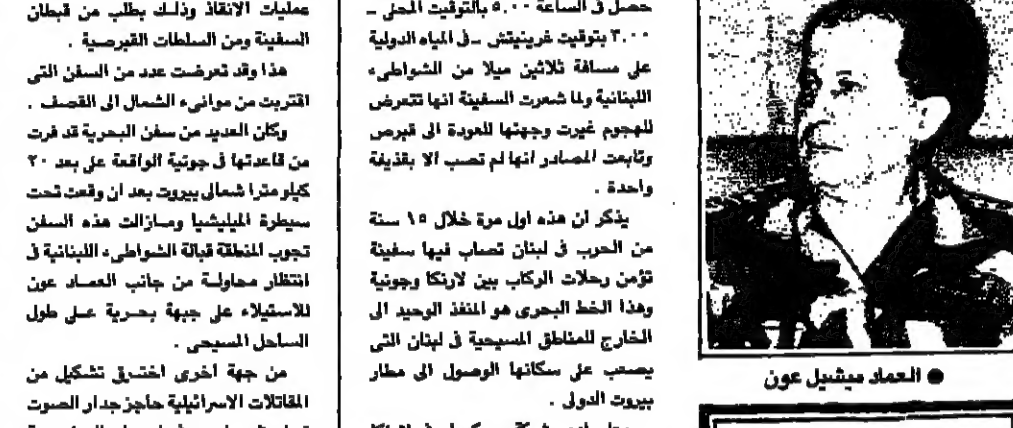 ● العماد ميشيل عون
حصل فى الساعة ٥.٠٠ بالتوقيت المحلى ــ
٣.٠٠ بتوقيت غرينيتش ــ فى المياه الدولية
على مسافة ثلاثين ميلا من الشواطىء
اللبنانية ولما شعرت السفينة انها تتعرض
للهجوم غيرت وجهتها للعودة الى قبرص
وتابعت المصادر انها لم تصب الا بقذيفة
واحدة .
يذكر ان هذه اول مرة خلال ١٥ سنة
من الحرب فى لبنان تصاب فيها سفينة
تؤمن رحلات الركاب بين لارنكا وجونية
وهذا الخط البحرى هو المنفذ الوحيد الى
الخارج للمناطق المسيحية فى لبنان التى
يصعب على سكانها الوصول الى مطار
بيروت الدولى .
عمليات الانقاذ وذلك بطلب من قبطان
السفينة ومن السلطات القبرصية .
هذا وقد تعرضت عدد من السفن التى
اقتربت من موانىء الشمال الى القصف .
وكان العديد من سفن البحرية قد فرت
من قاعدتها فى جونية الواقعة على بعد ٢٠
كيلو مترا شمالى بيروت بعد ان وقعت تحت
سيطرة الميليشيا ومازالت هذه السفن
تجوب المنطقة قبالة الشواطىء اللبنانية فى
انتظار محاولة من جانب العماد عون
للاستيلاء على جبهة بحرية على طول
الساحل المسيحى .
من جهة اخرى اخترق تشكيل من
المقاتلات الاسرائيلية حاجز جدار الصوت